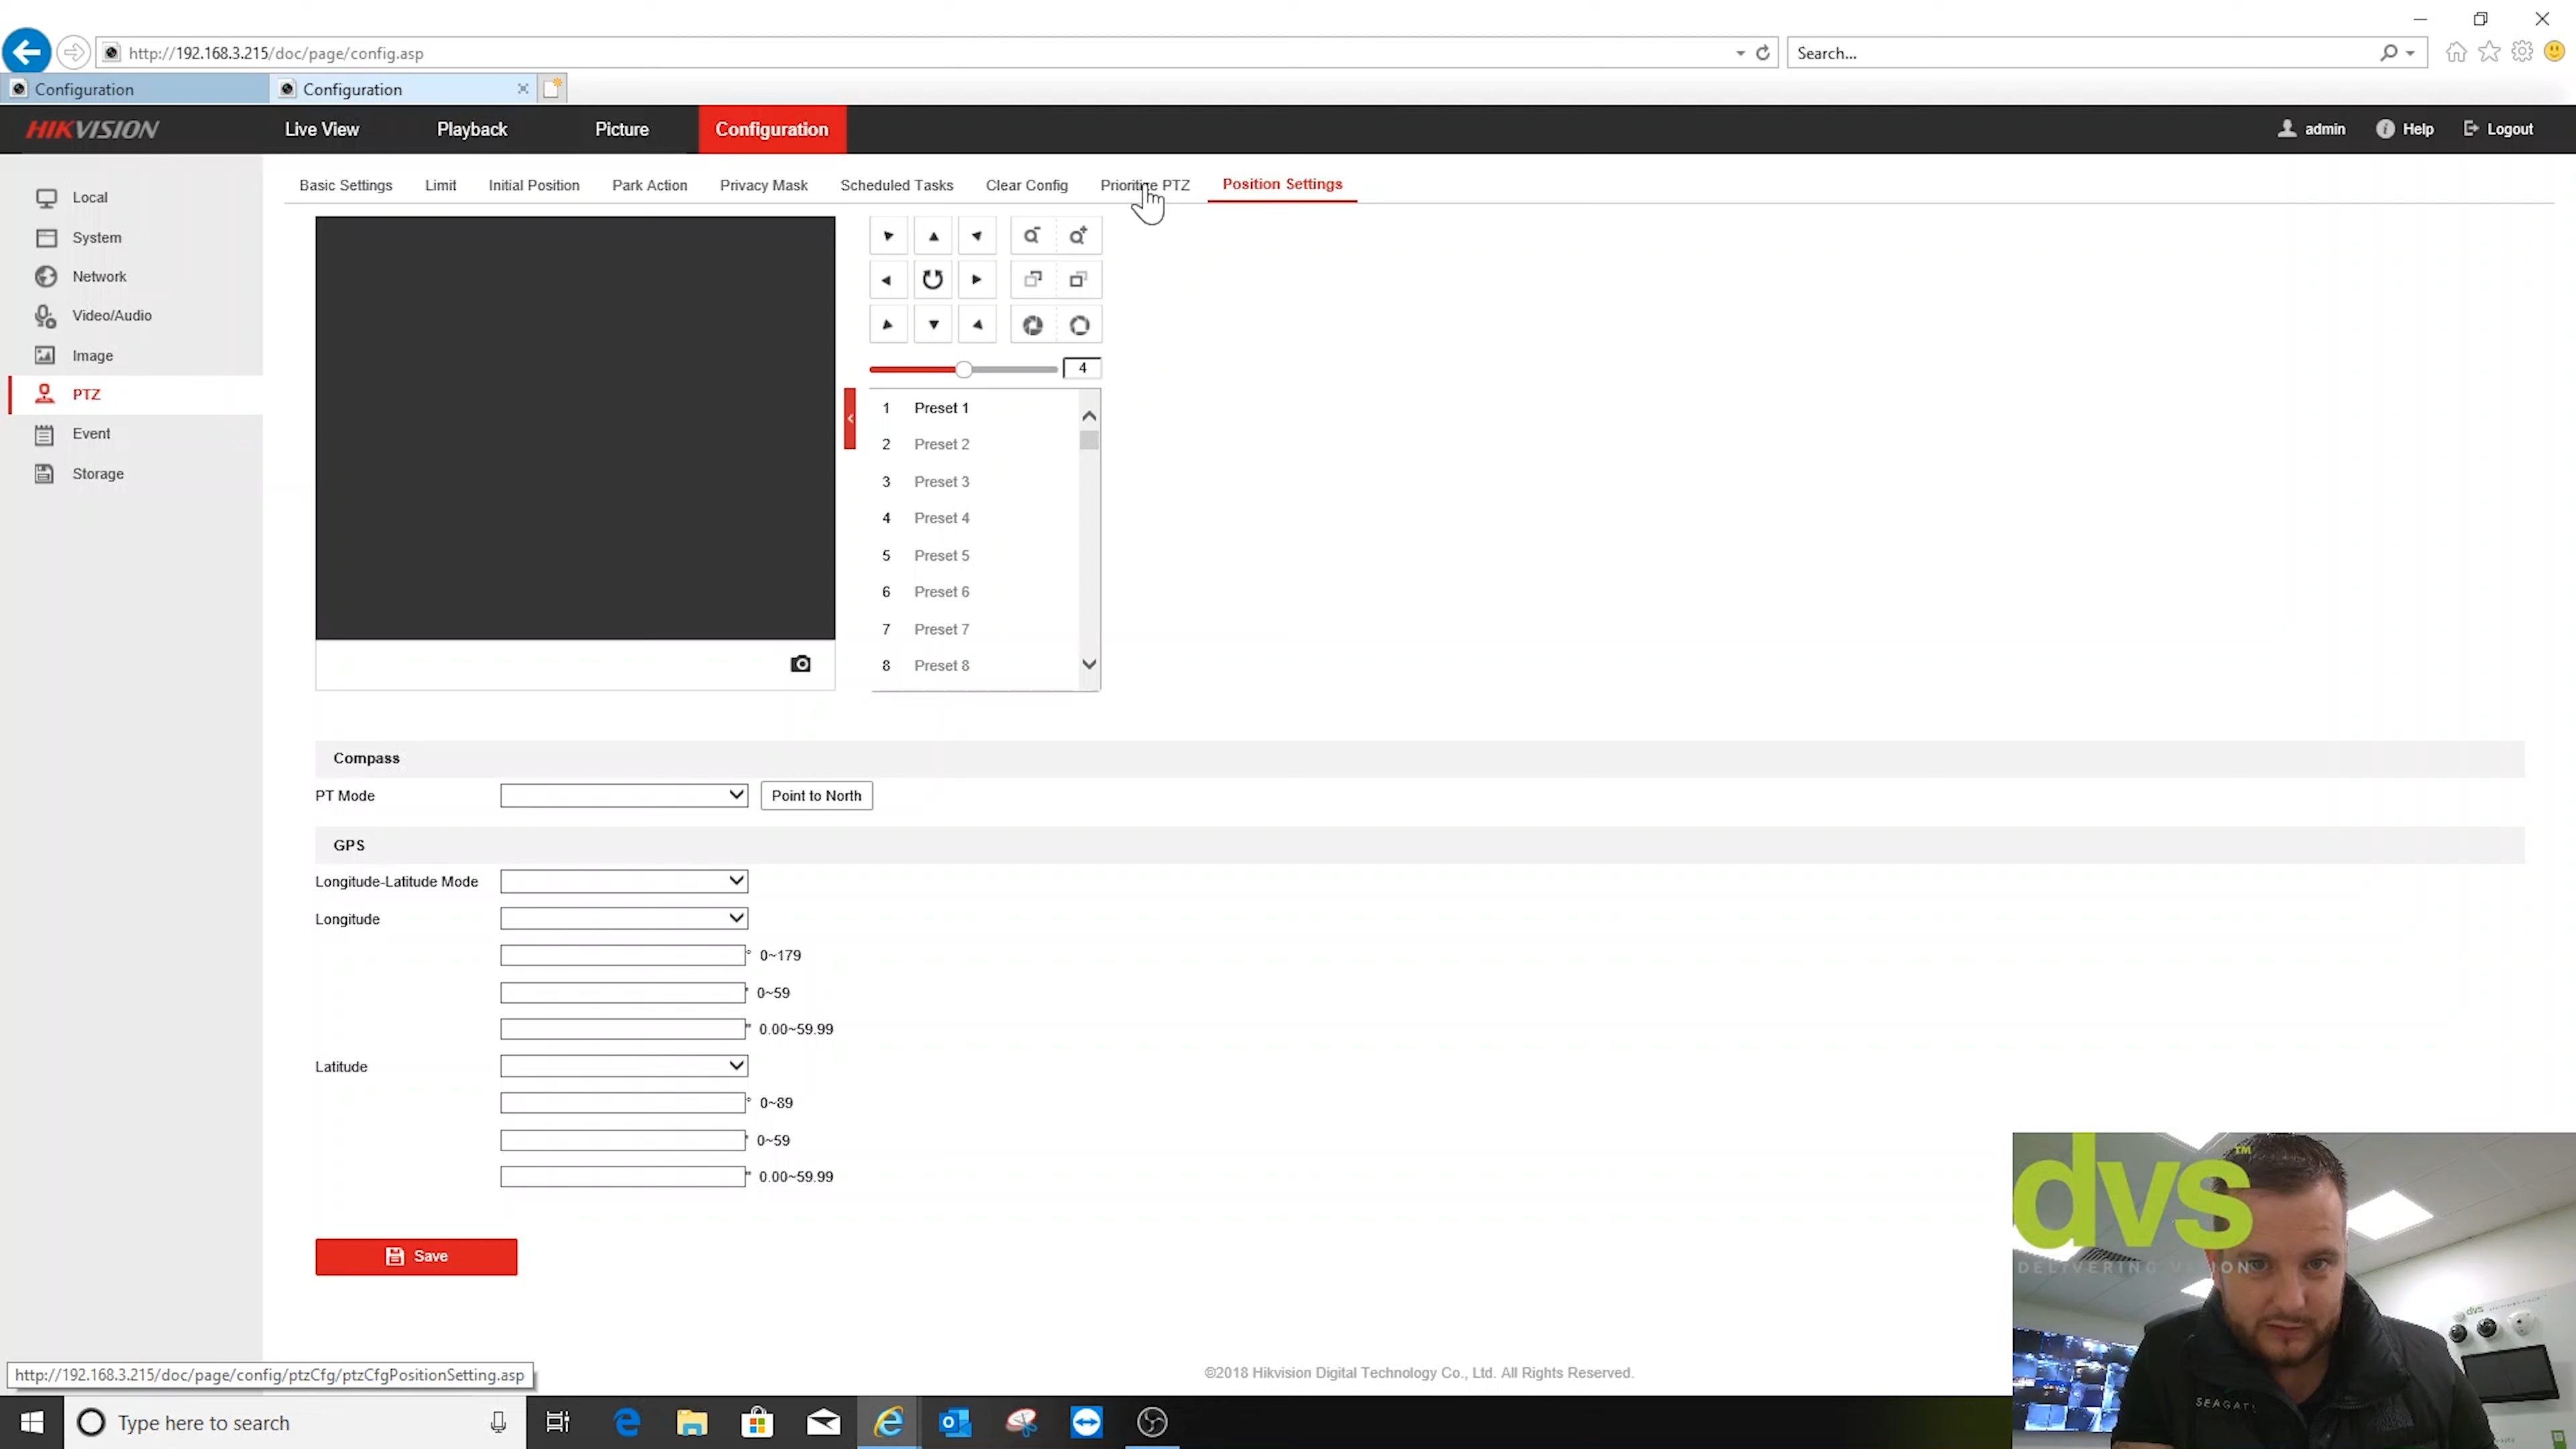 http://192.168.3.215/doc/page/config.asp
Search...
Configuration
Configuration
HIKVISION
Live View
Playback
Picture
Configuration
admin
Help
Logout
Local
System
Network
Video/Audio
Image
PTZ
Event
Storage
Basic Settings
Limit
Initial Position
Park Action
Privacy Mask
Scheduled Tasks
Clear Config
Prioritize PTZ
Position Settings
4
1 Preset 1
2 Preset 2
3 Preset 3
4 Preset 4
5 Preset 5
6 Preset 6
7 Preset 7
8 Preset 8
Compass
PT Mode
Point to North
GPS
Longitude-Latitude Mode
Longitude
° 0~179
' 0~59
" 0.00~59.99
Latitude
° 0~89
' 0~59
" 0.00~59.99
Save
http://192.168.3.215/doc/page/config/ptzCfg/ptzCfgPositionSetting.asp
©2018 Hikvision Digital Technology Co., Ltd. All Rights Reserved.
dvs™
DELIVERING VISION
dvs
Type here to search